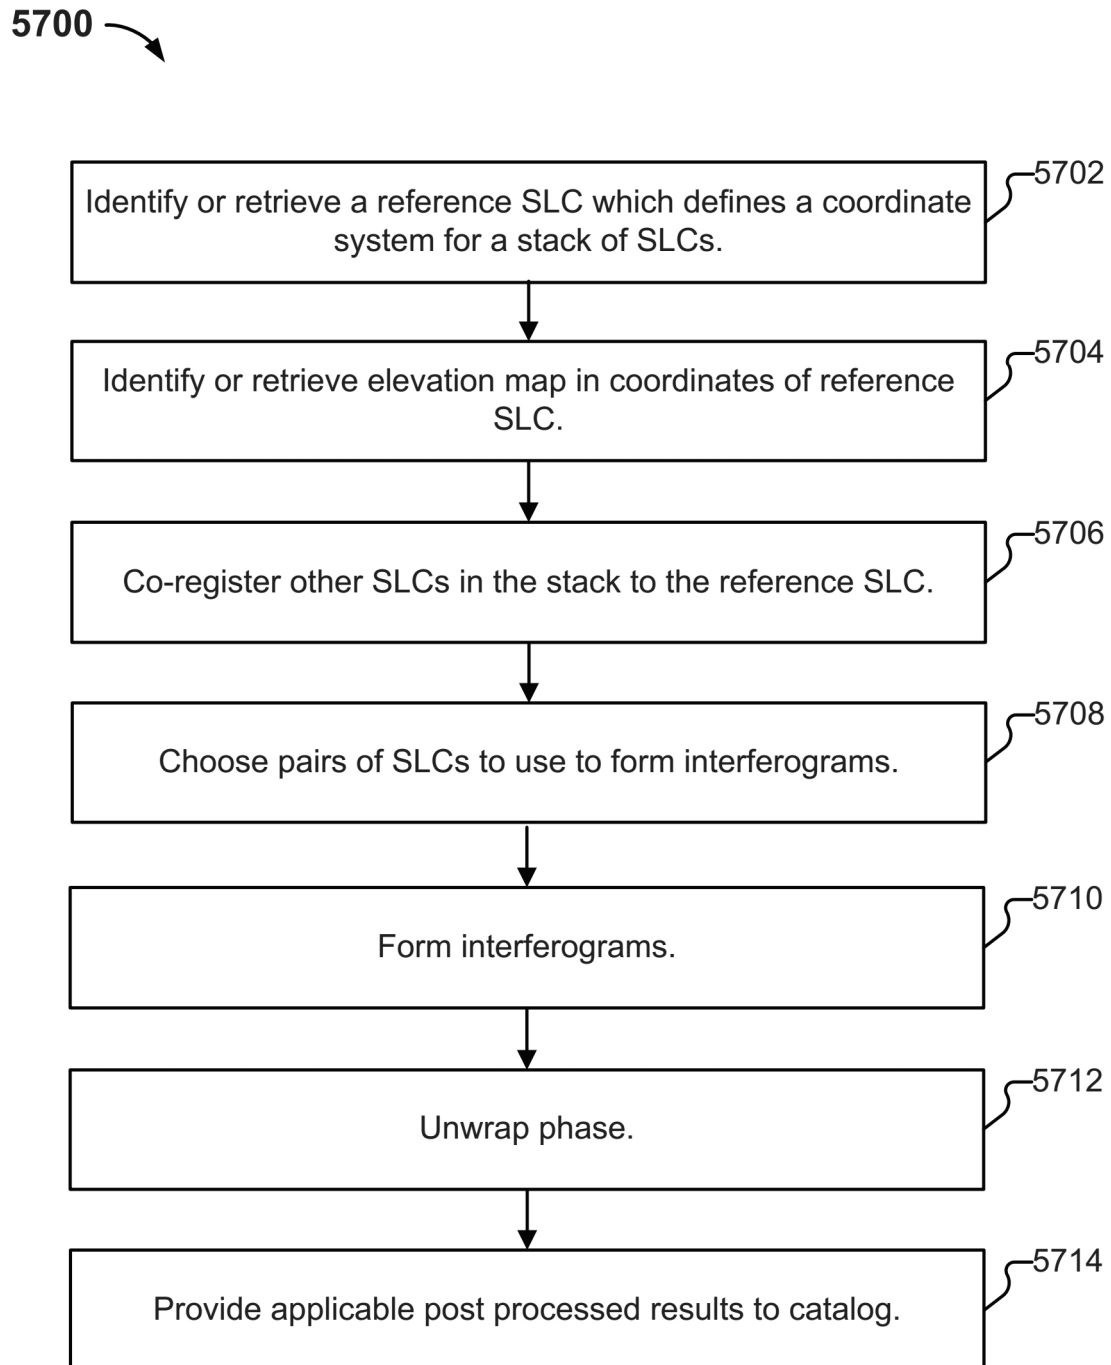 5700
Identify or retrieve a reference SLC which defines a coordinate
system for a stack of SLCs.
5702
Identify or retrieve elevation map in coordinates of reference
SLC.
5704
Co-register other SLCs in the stack to the reference SLC.
5706
Choose pairs of SLCs to use to form interferograms.
5708
Form interferograms.
5710
Unwrap phase.
5712
Provide applicable post processed results to catalog.
5714